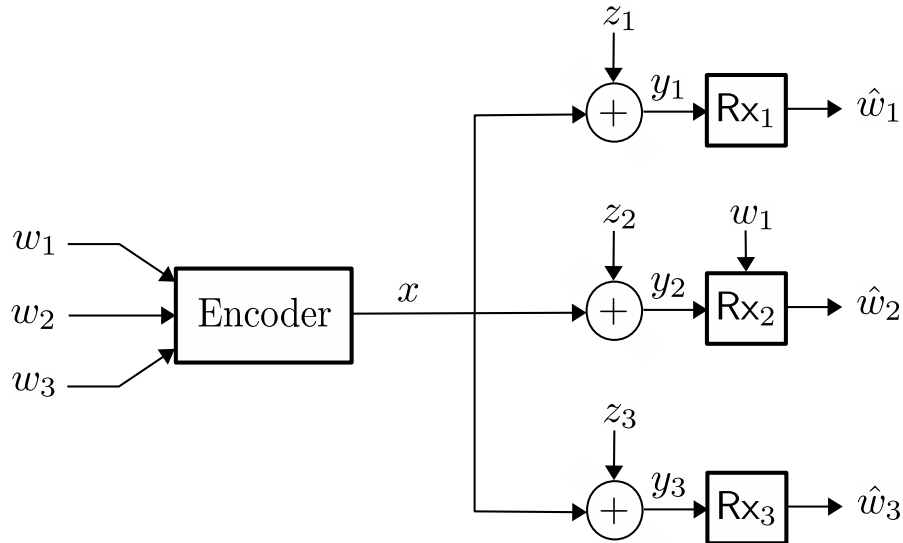 z₁
y₁
Rx₁
ŵ₁
w₁
z₂
w₁
w₂
Encoder
x
y₂
Rx₂
ŵ₂
w₃
z₃
y₃
Rx₃
ŵ₃